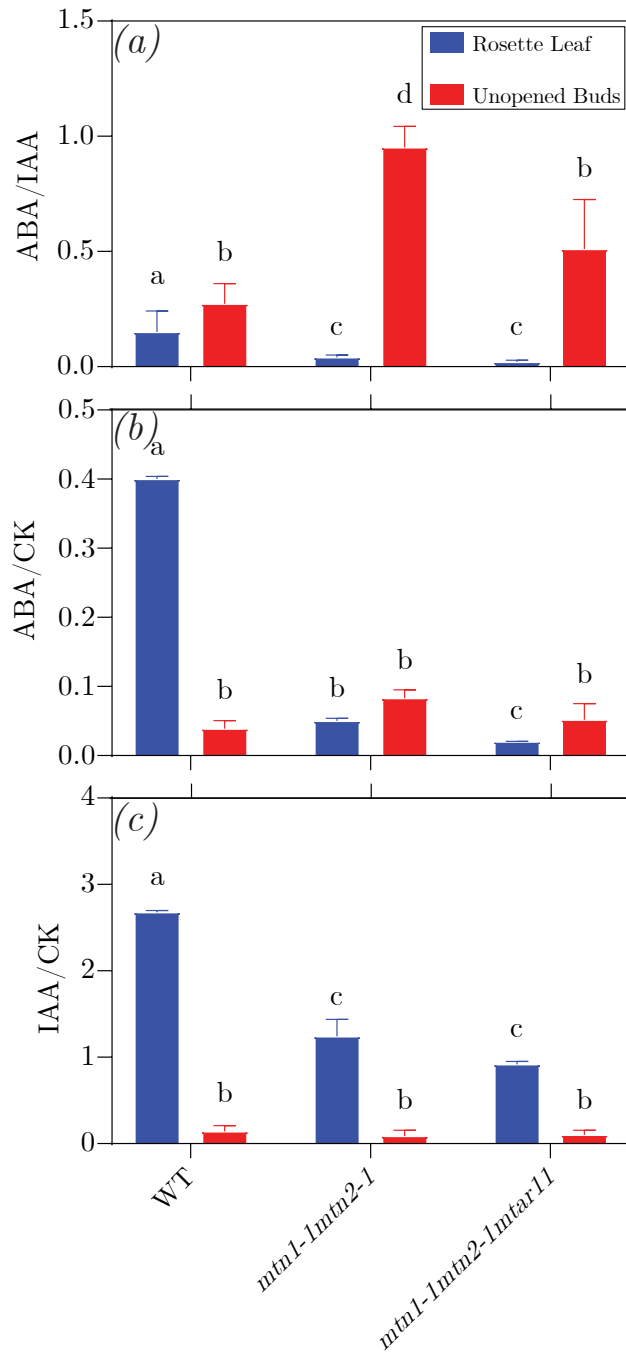 (a)
Rosette Leaf
Unopened Buds
ABA/IAA
1.5
1.0
0.5
0.0
a
b
c
d
c
b
(b)
ABA/CK
0.5
0.4
0.3
0.2
0.1
0.0
a
b
b
b
c
b
(c)
IAA/CK
4
3
2
1
0
a
b
c
b
c
b
WT
mtn1-1mtn2-1
mtn1-1mtn2-1mtar11